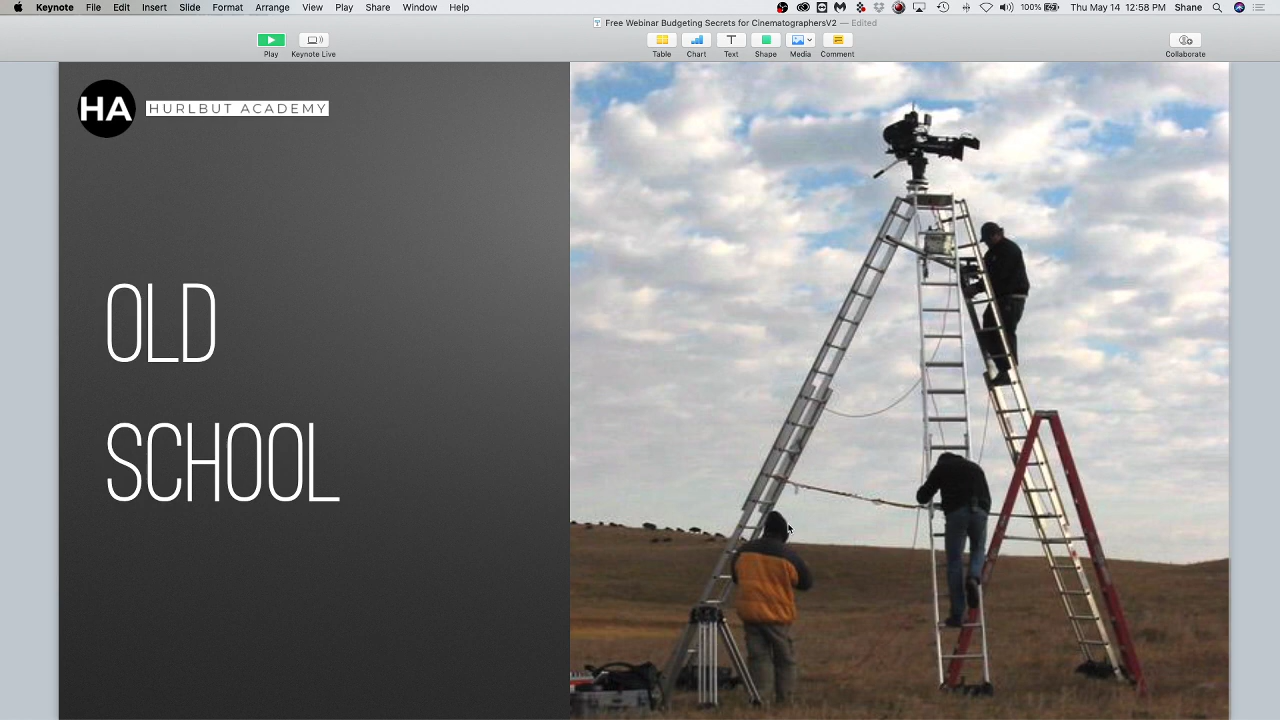 Keynote File Edit Insert Slide Format Arrange View Play Share Window Help 100% Thu May 14 12:58 PM Shane
Free Webinar Budgeting Secrets for CinematographersV2 — Edited
Play Keynote Live Table Chart Text Shape Media Comment Collaborate
HA HURLBUT ACADEMY
OLD
SCHOOL